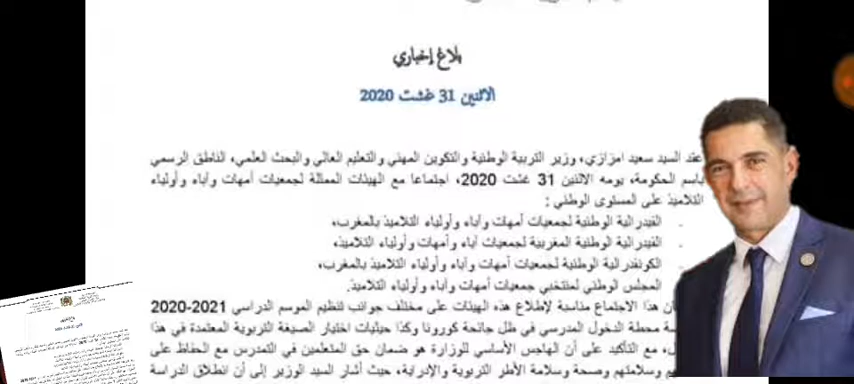 بلاغ إخباري
الاثنين 31 غشت 2020
عقد السيد سعيد امزازي، وزير التربية الوطنية والتكوين المهني والتعليم العالي والبحث العلمي، الناطق الرسمي
باسم الحكومة، يومه الاثنين 31 غشت 2020، اجتماعا مع الهيئات الممثلة لجمعيات أمهات وآباء وأولياء
التلاميذ على المستوى الوطني :
- الفيدرالية الوطنية لجمعيات أمهات وآباء وأولياء التلاميذ بالمغرب،
- الفيدرالية الوطنية المغربية لجمعيات آباء وأمهات وأولياء التلاميذ،
- الكونفدرالية الوطنية لجمعيات أمهات وآباء وأولياء التلاميذ بالمغرب،
- المجلس الوطني لمنتخبي جمعيات أمهات وآباء وأولياء التلاميذ.
هذا الاجتماع مناسبة لإطلاع هذه الهيئات على مختلف جوانب تنظيم الموسم الدراسي 2021-2020
محطة الدخول المدرسي في ظل جائحة كورونا وكذا حيثيات اختيار الصيغة التربوية المعتمدة في هذا
مع التأكيد على أن الهاجس الأساسي للوزارة هو ضمان حق المتعلمين في التمدرس مع الحفاظ على
وسلامتهم وصحة وسلامة الأطر التربوية والإدارية، حيث أشار السيد الوزير إلى أن انطلاق الدراسة